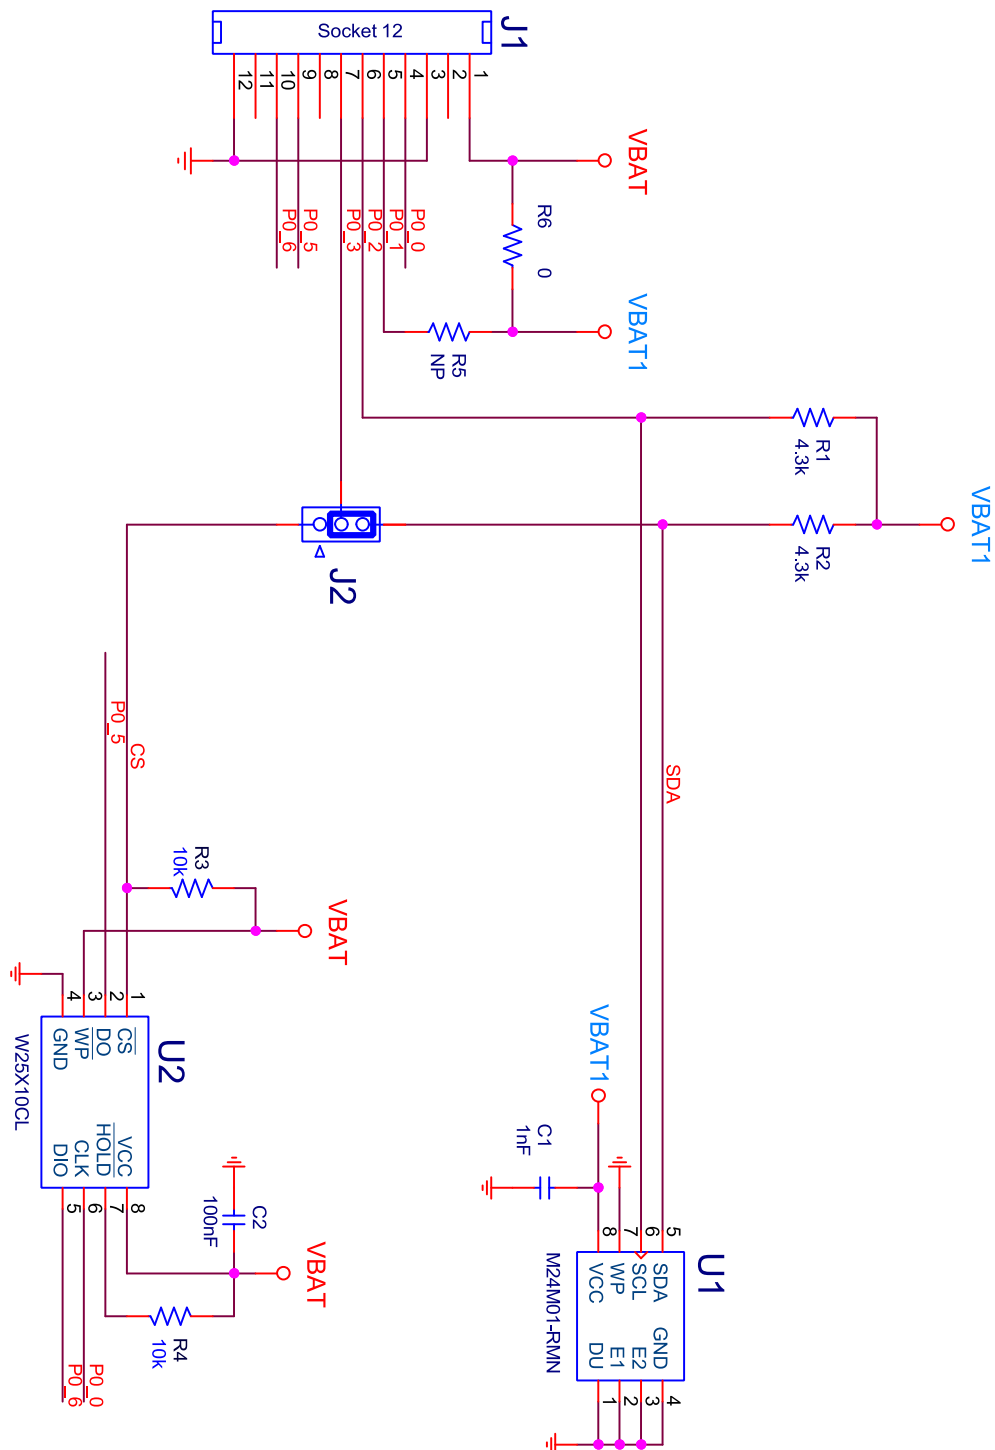 J1
Socket 12
1
2
3
4
5
6
7
8
9
10
11
12
VBAT
R6
0
P0_0
P0_1
P0_2
P0_3
P0_5
P0_6
VBAT1
R5
NP
R1
4.3k
VBAT1
R2
4.3k
J2
P0_5
CS
SDA
R3
10k
VBAT
VBAT1
C1
1nF
U2
W25X10CL
1
2
3
4
CS
DO
WP
GND
VCC
HOLD
CLK
DIO
8
7
6
5
C2
100nF
VBAT
R4
10k
P0_0
P0_6
U1
M24M01-RMN
5
6
7
8
SDA
SCL
WP
VCC
GND
E2
E1
DU
4
3
2
1